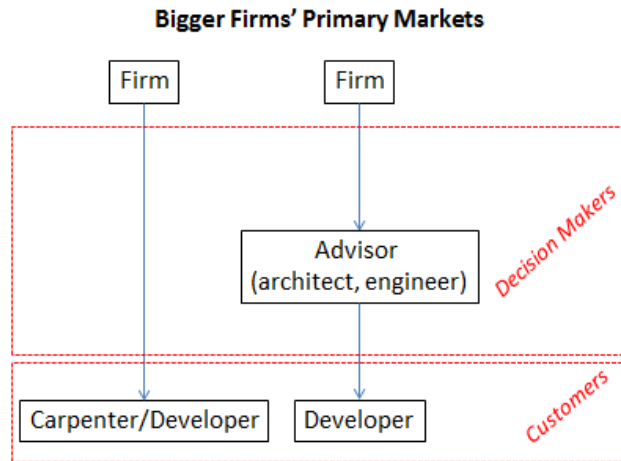 Bigger Firms' Primary Markets
Firm
Firm
Decision Makers
Advisor
(architect, engineer)
Carpenter/Developer
Developer
Customers